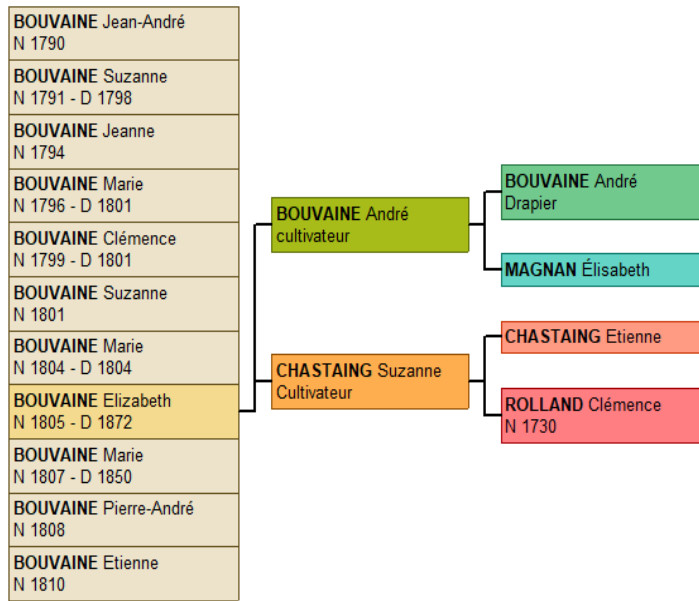 BOUVAINE Jean-André
N 1790
BOUVAINE Suzanne
N 1791 - D 1798
BOUVAINE Jeanne
N 1794
BOUVAINE Marie
N 1796 - D 1801
BOUVAINE Clémence
N 1799 - D 1801
BOUVAINE Suzanne
N 1801
BOUVAINE Marie
N 1804 - D 1804
BOUVAINE Elizabeth
N 1805 - D 1872
BOUVAINE Marie
N 1807 - D 1850
BOUVAINE Pierre-André
N 1808
BOUVAINE Etienne
N 1810
BOUVAINE André
cultivateur
CHASTAING Suzanne
Cultivateur
BOUVAINE André
Drapier
MAGNAN Élisabeth
CHASTAING Etienne
ROLLAND Clémence
N 1730